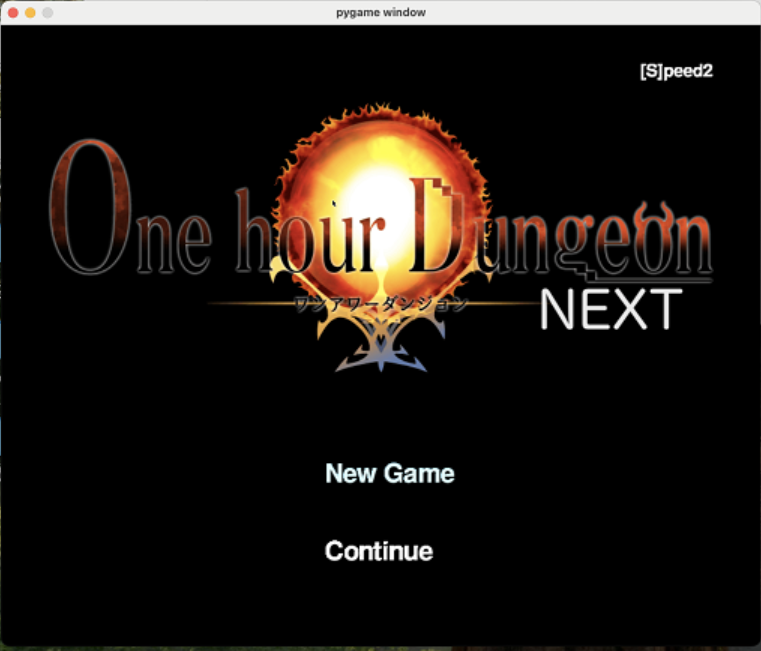 pygame window
[S]peed2
One hour Dungeon
ワンアワーダンジョン
NEXT
New Game
Continue